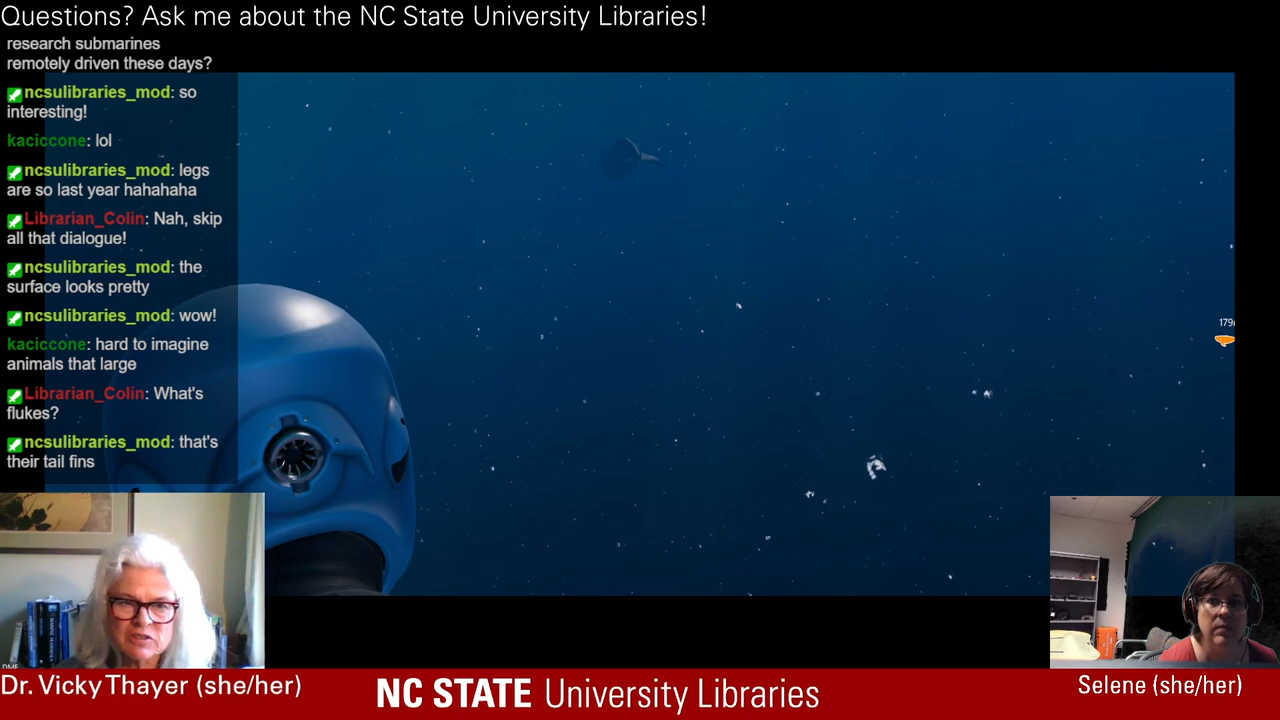 Questions? Ask me about the NC State University Libraries!
research submarines
remotely driven these days?
ncsulibraries_mod: so
interesting!
kaciccone: lol
ncsulibraries_mod: legs
are so last year hahahaha
Librarian_Colin: Nah, skip
all that dialogue!
ncsulibraries_mod: the
surface looks pretty
ncsulibraries_mod: wow!
kaciccone: hard to imagine
animals that large
Librarian_Colin: What's
flukes?
ncsulibraries_mod: that's
their tail fins
Dr. Vicky Thayer (she/her)
NC STATE University Libraries
Selene (she/her)